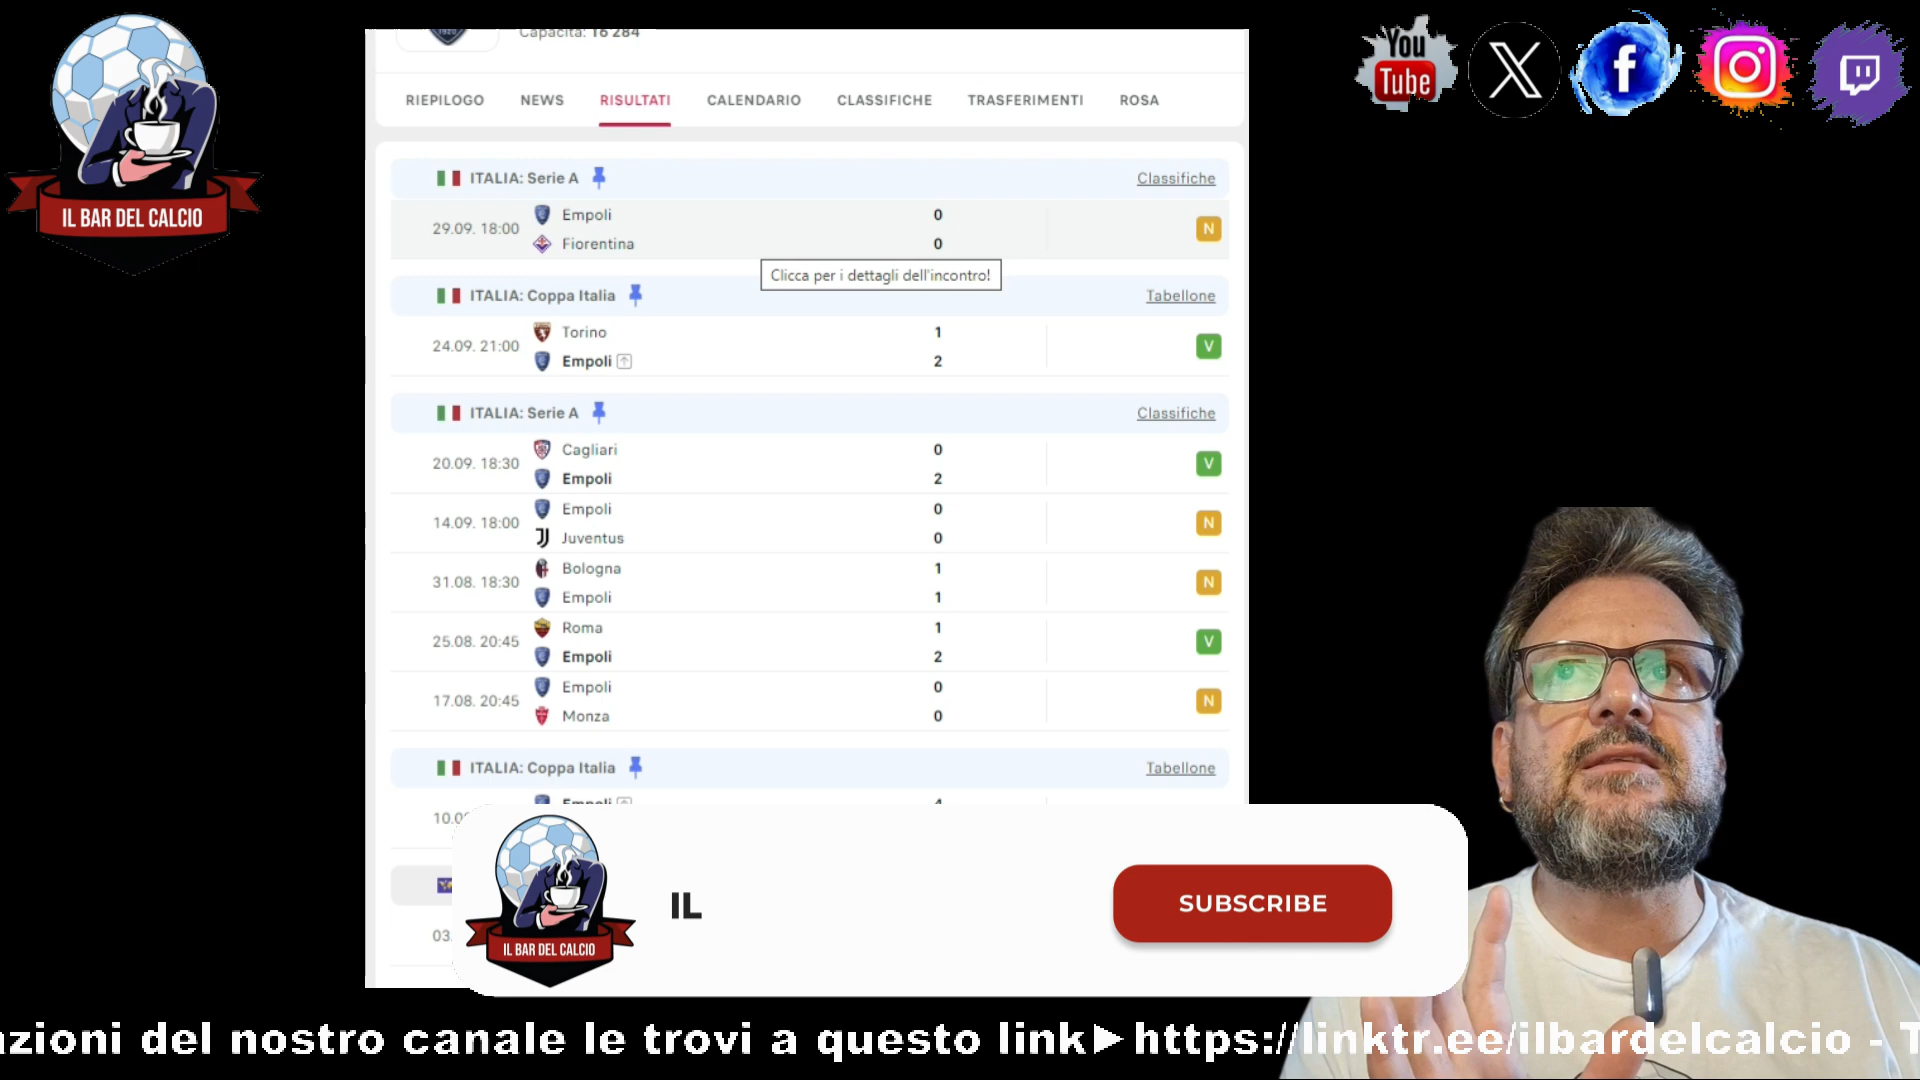 Capacità: 16 284
You
Tube
RIEPILOGO NEWS RISULTATI CALENDARIO CLASSIFICHE TRASFERIMENTI ROSA
IL BAR DEL CALCIO
ITALIA: Serie A Classifiche
29.09. 18:00 Empoli 0 N
Fiorentina 0
Clicca per i dettagli dell'incontro!
ITALIA: Coppa Italia Tabellone
24.09. 21:00 Torino 1 V
Empoli 2
ITALIA: Serie A Classifiche
20.09. 18:30 Cagliari 0 V
Empoli 2
14.09. 18:00 Empoli 0 N
Juventus 0
31.08. 18:30 Bologna 1 N
Empoli 1
25.08. 20:45 Roma 1 V
Empoli 2
17.08. 20:45 Empoli 0 N
Monza 0
ITALIA: Coppa Italia Tabellone
Empoli 4
IL
SUBSCRIBE
IL BAR DEL CALCIO
03.
azioni del nostro canale le trovi a questo link►https://linktr.ee/ilbardelcalcio - T